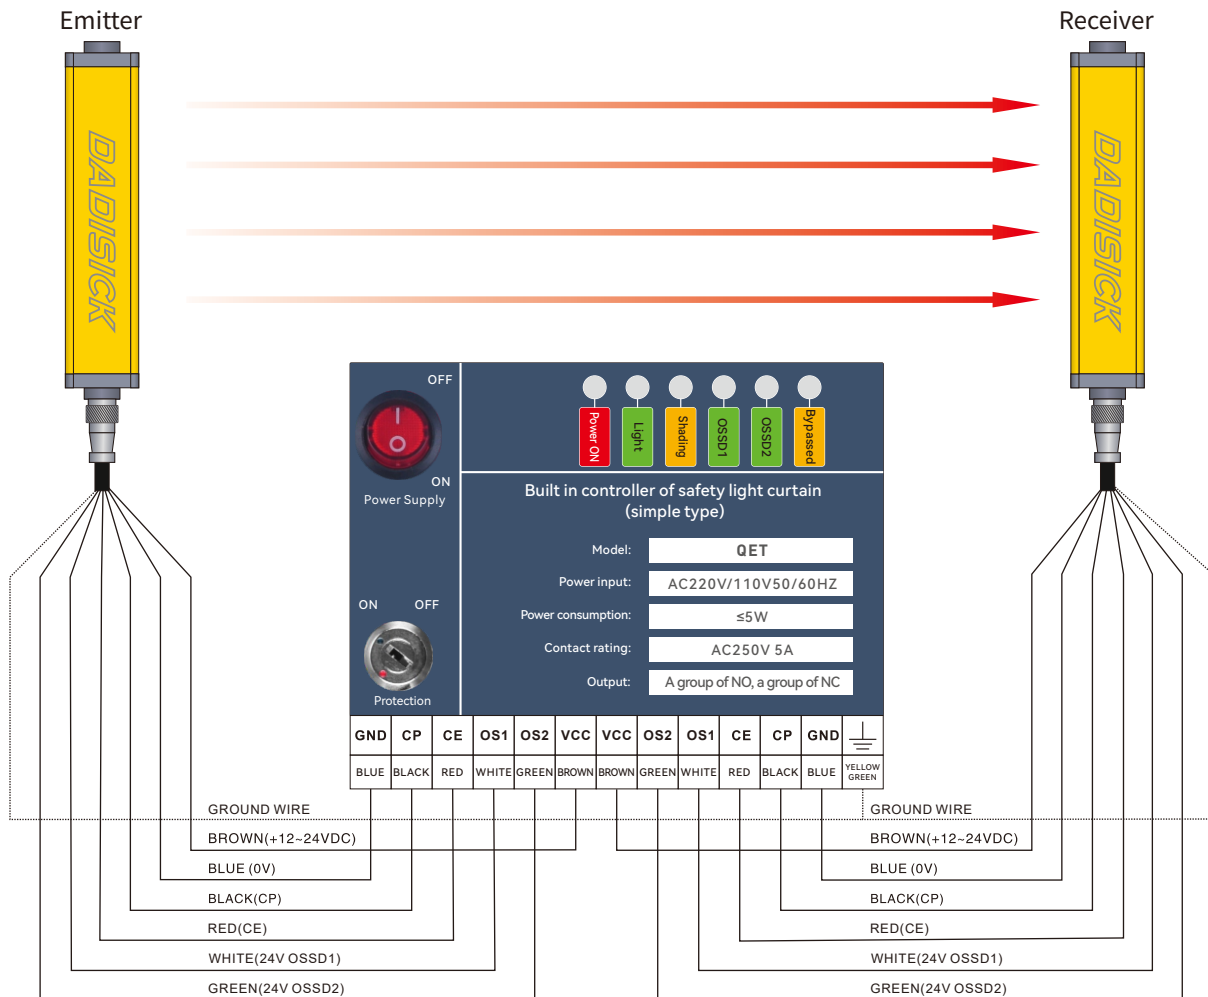 Emitter
Receiver
DADISICK
DADISICK
OFF
ON
Power Supply
ON OFF
Protection
Power ON
Light
Shading
OSSD1
OSSD2
Bypassed
Built in controller of safety light curtain
(simple type)
Model: QET
Power input: AC220V/110V50/60HZ
Power consumption: ≤5W
Contact rating: AC250V 5A
Output: A group of NO, a group of NC
GND CP CE OS1 OS2 VCC VCC OS2 OS1 CE CP GND
BLUE BLACK RED WHITE GREEN BROWN BROWN GREEN WHITE RED BLACK BLUE YELLOW
GREEN
GROUND WIRE
BROWN(+12~24VDC)
BLUE (0V)
BLACK(CP)
RED(CE)
WHITE(24V OSSD1)
GREEN(24V OSSD2)
GROUND WIRE
BROWN(+12~24VDC)
BLUE (0V)
BLACK(CP)
RED(CE)
WHITE(24V OSSD1)
GREEN(24V OSSD2)